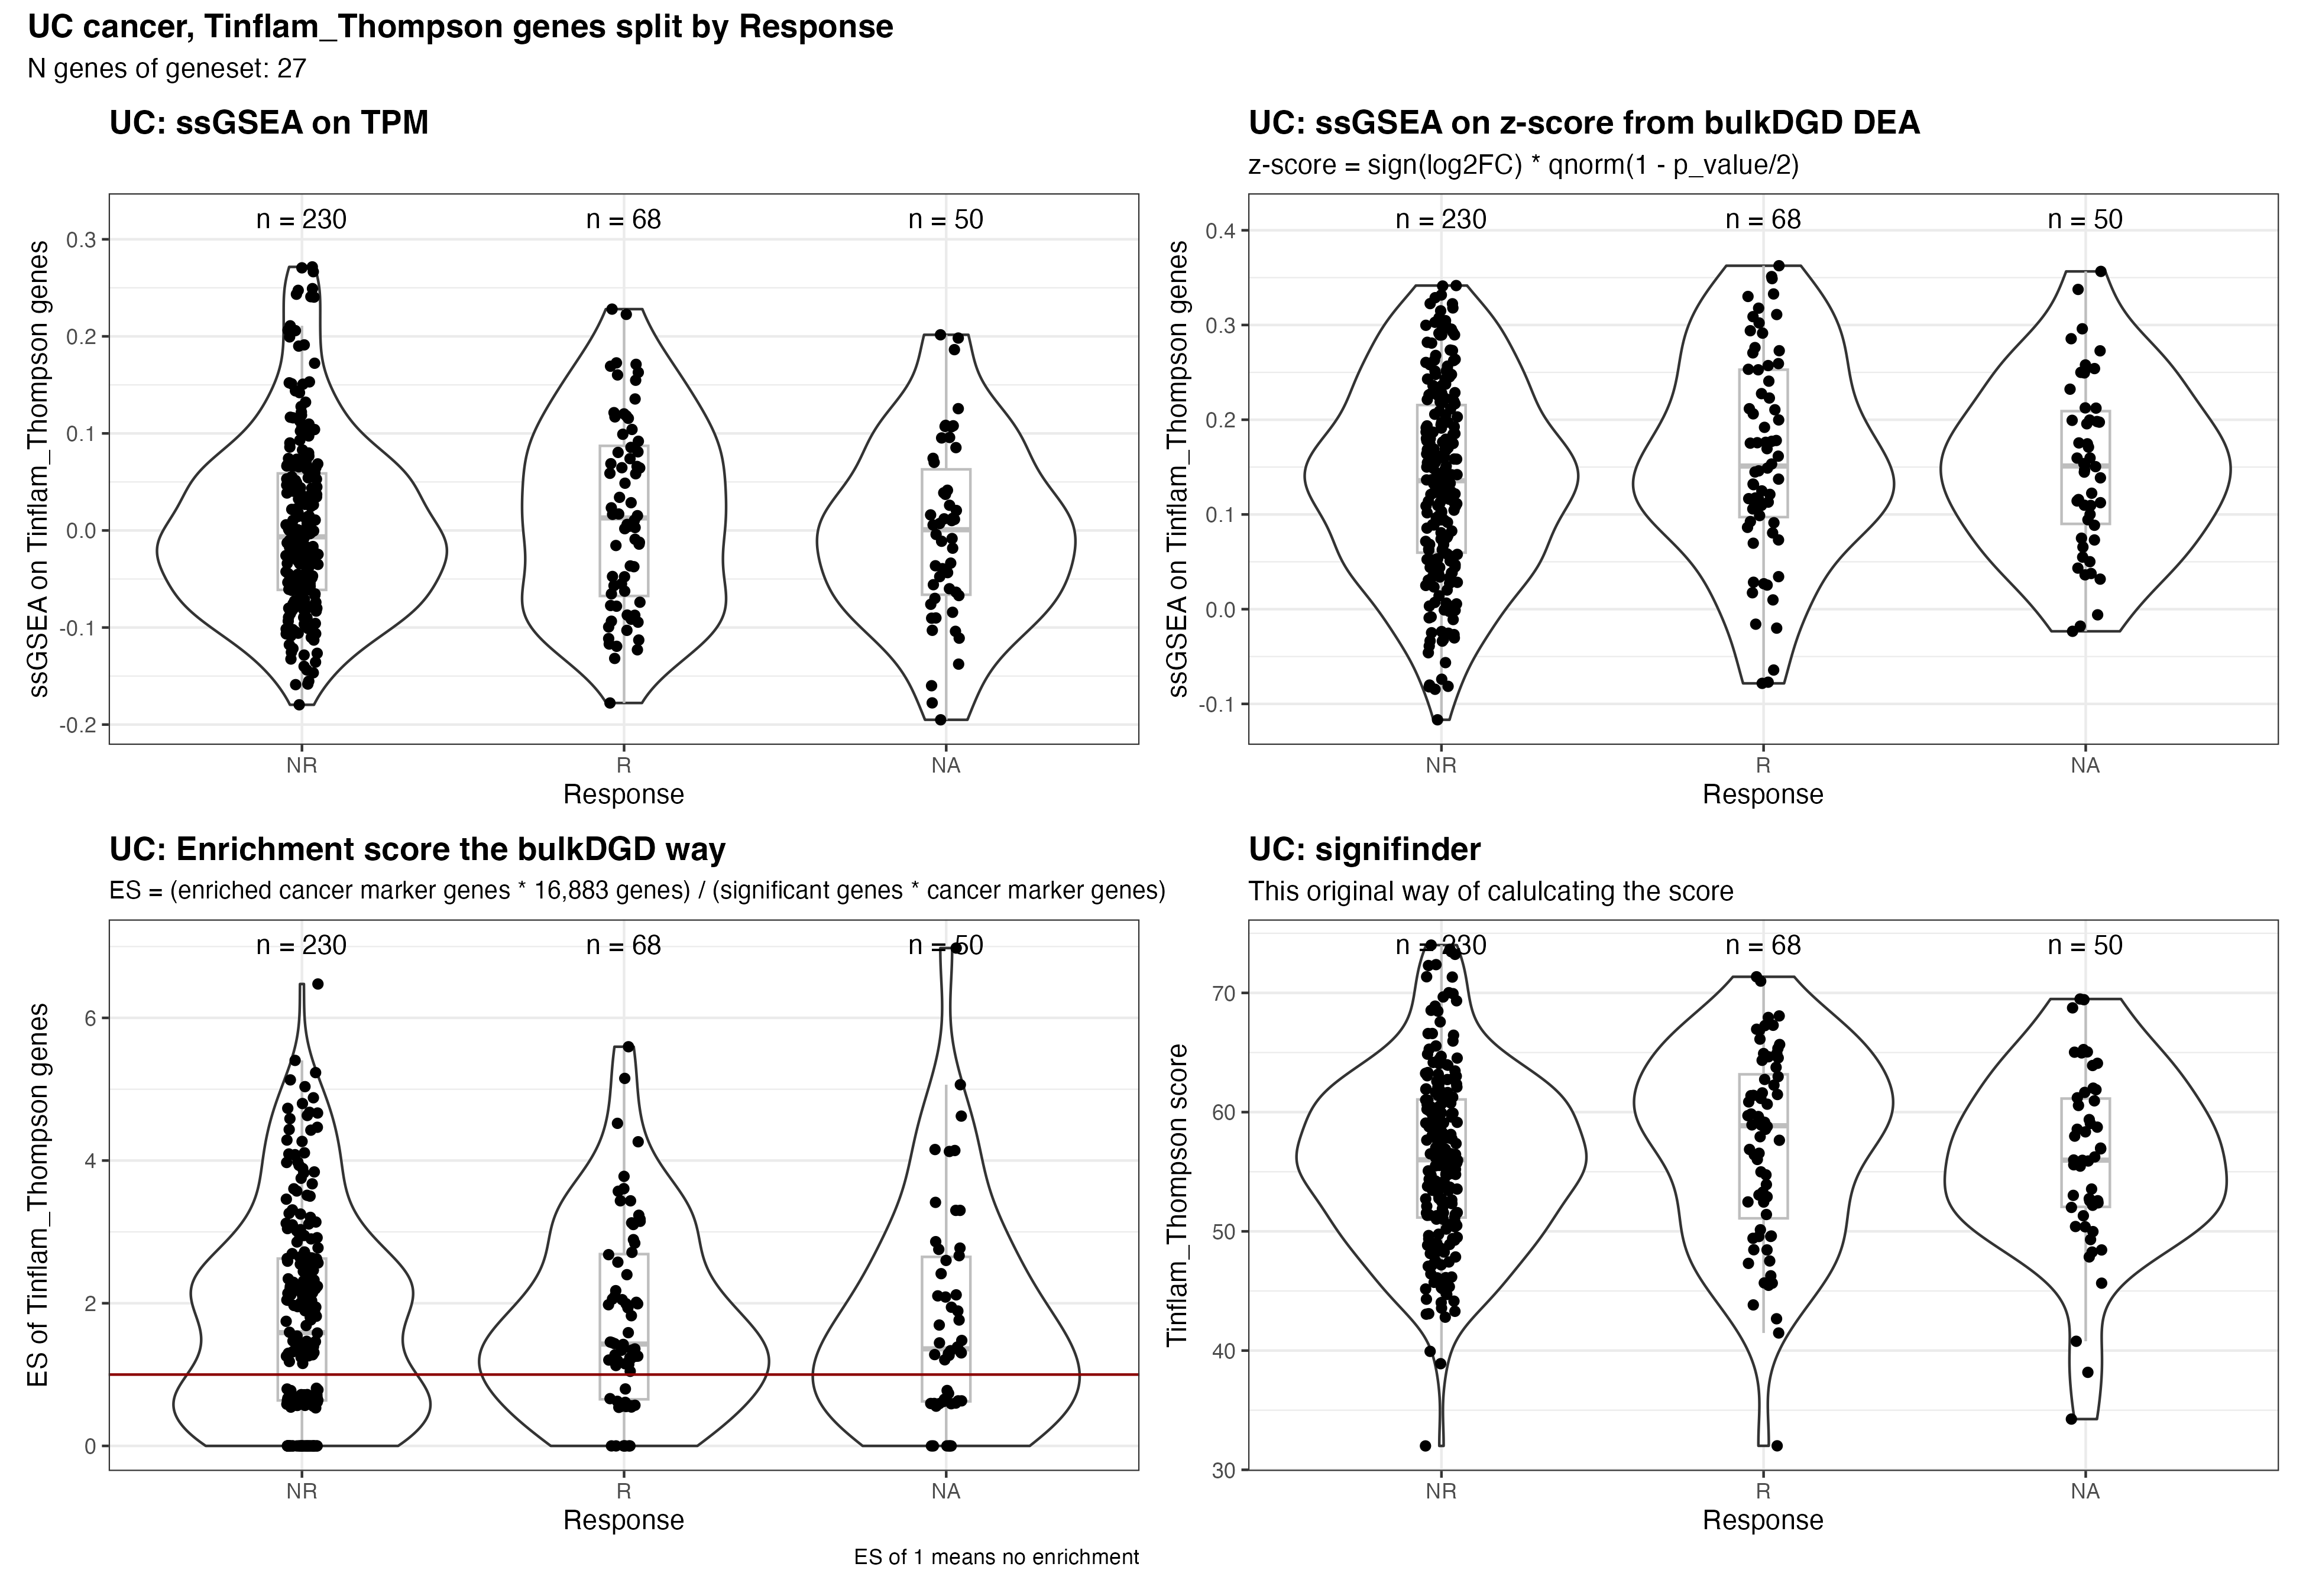 UC cancer, Tinflam_Thompson genes split by Response
N genes of geneset: 27
UC: ssGSEA on TPM
n = 230
n = 68
n = 50
ssGSEA on Tinflam_Thompson genes
0.3
0.2
0.1
0.0
-0.1
-0.2
NR
R
NA
Response
UC: ssGSEA on z-score from bulkDGD DEA
z-score = sign(log2FC) * qnorm(1 - p_value/2)
n = 230
n = 68
n = 50
ssGSEA on Tinflam_Thompson genes
0.4
0.3
0.2
0.1
0.0
-0.1
NR
R
NA
Response
UC: Enrichment score the bulkDGD way
ES = (enriched cancer marker genes * 16,883 genes) / (significant genes * cancer marker genes)
n = 230
n = 68
n = 50
ES of Tinflam_Thompson genes
6
4
2
0
NR
R
NA
Response
ES of 1 means no enrichment
UC: signifinder
This original way of calulcating the score
n = 230
n = 68
n = 50
Tinflam_Thompson score
70
60
50
40
30
NR
R
NA
Response